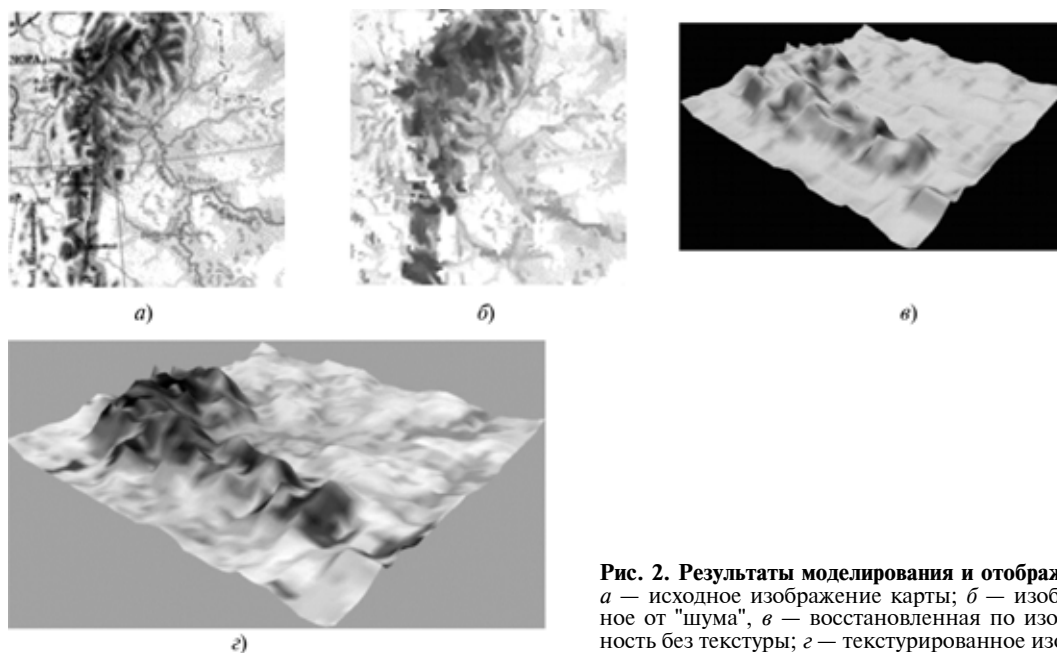 а)
б)
в)
г)
Рис. 2. Результаты моделирования и отображ
а — исходное изображение карты; б — изоб
ное от "шума", в — восстановленная по изо
ность без текстуры; г — текстурированное изо